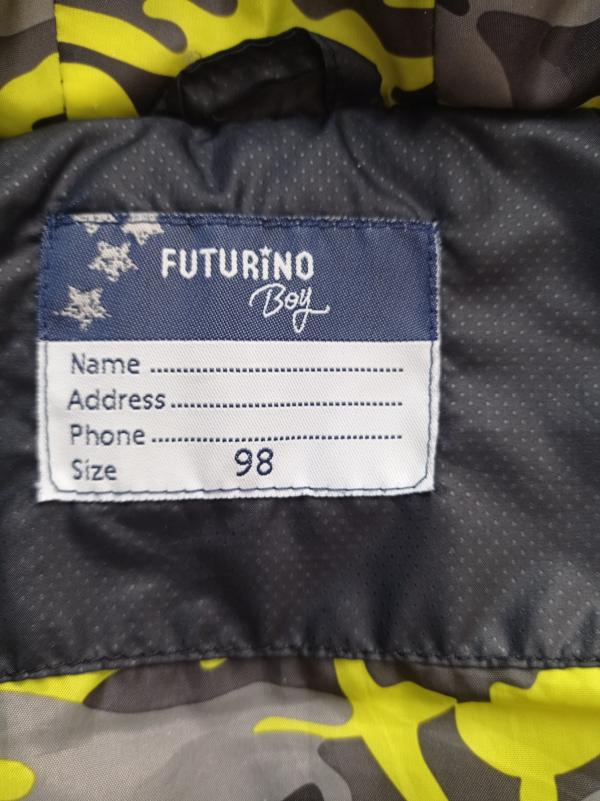 FUTURINO
Boy
Name ..........................................
Address ......................................
Phone .........................................
Size 98